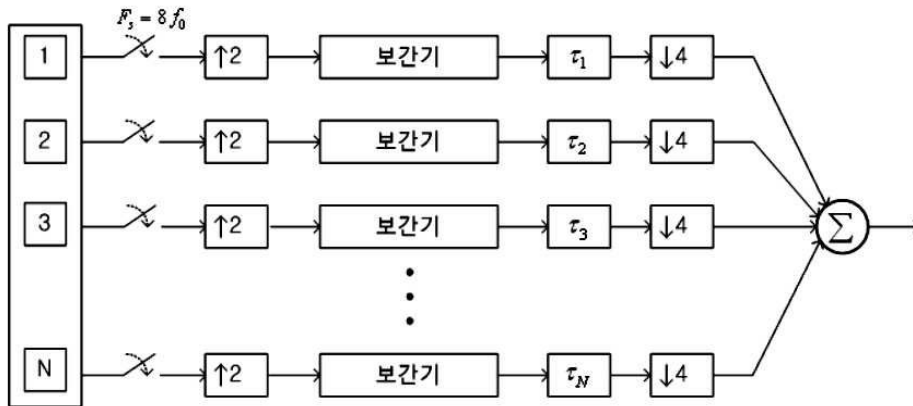 F_s = 8f_0
1 ↑2 보간기 τ_1 ↓4
2 ↑2 보간기 τ_2 ↓4
3 ↑2 보간기 τ_3 ↓4
Σ
N ↑2 보간기 τ_N ↓4